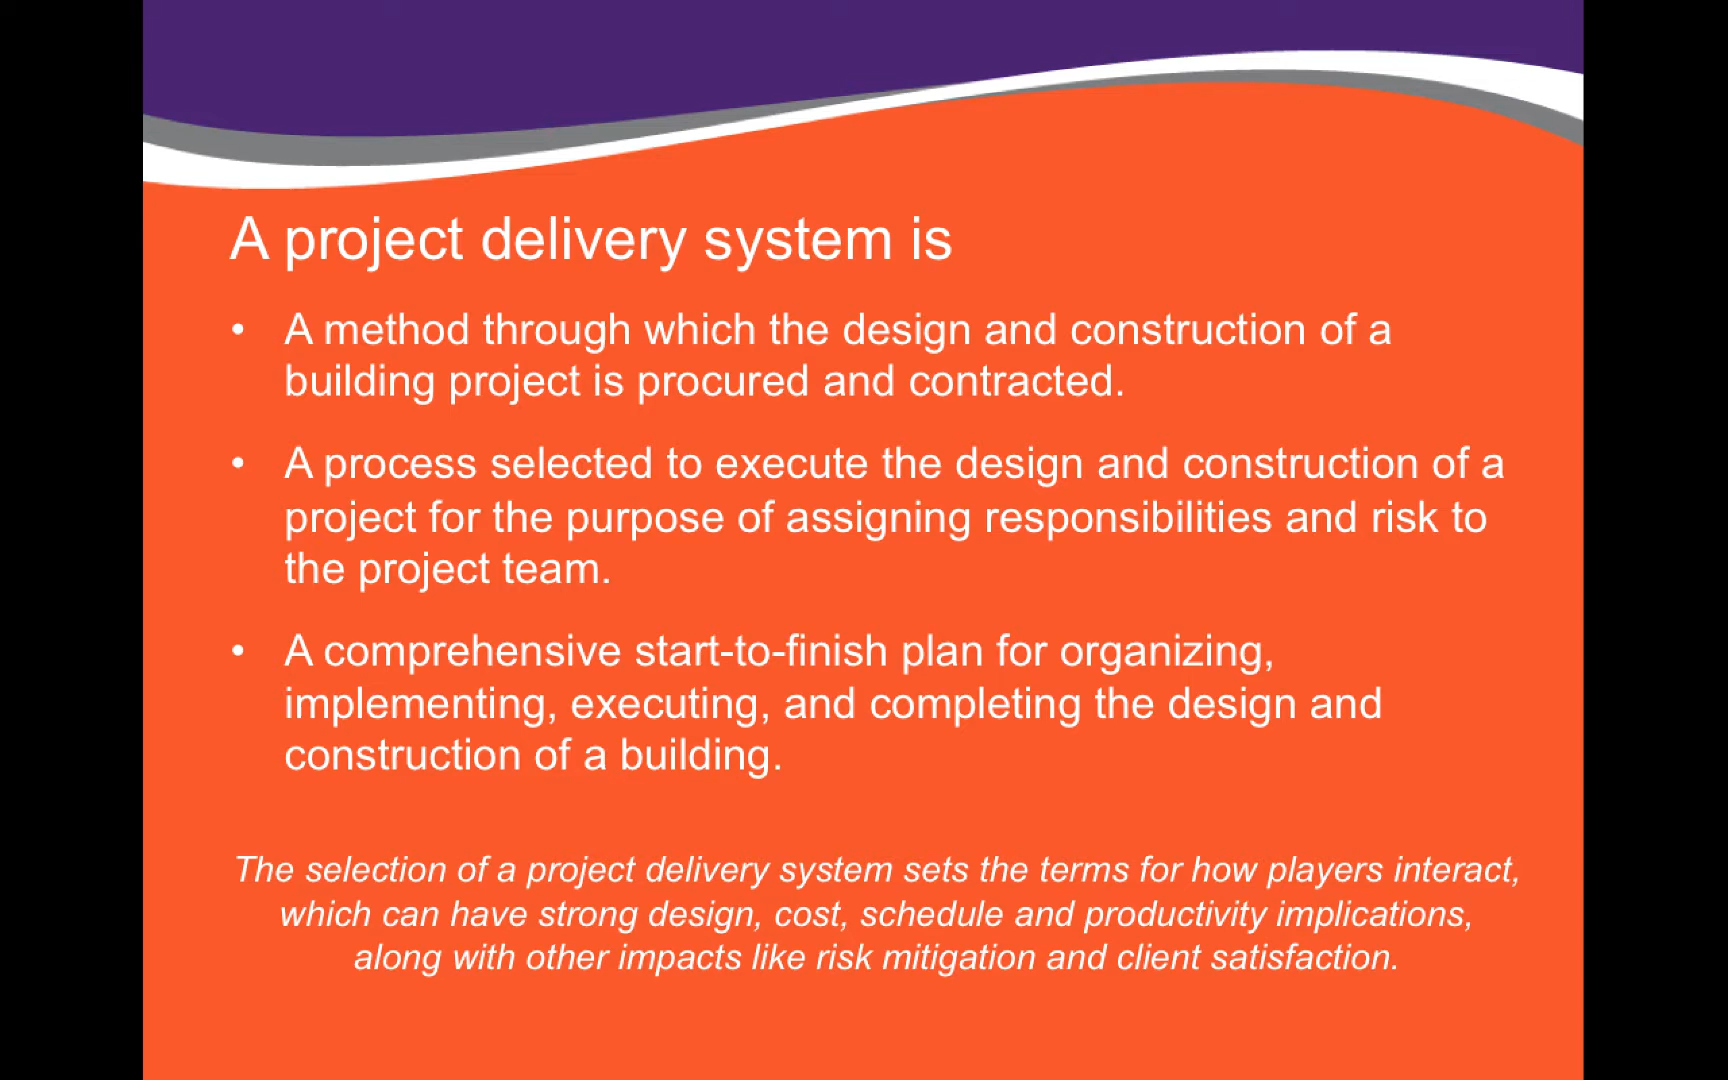 A project delivery system is
• A method through which the design and construction of a
building project is procured and contracted.
• A process selected to execute the design and construction of a
project for the purpose of assigning responsibilities and risk to
the project team.
• A comprehensive start-to-finish plan for organizing,
implementing, executing, and completing the design and
construction of a building.
The selection of a project delivery system sets the terms for how players interact,
which can have strong design, cost, schedule and productivity implications,
along with other impacts like risk mitigation and client satisfaction.